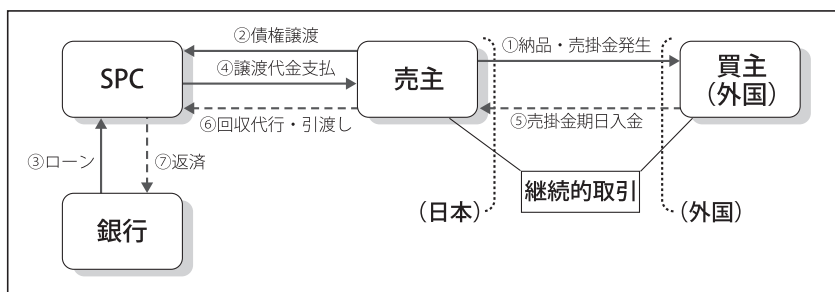 ②債権譲渡
①納品・売掛金発生
SPC
④譲渡代金支払
売主
買主
(外国)
⑥回収代行・引渡し
⑤売掛金期日入金
③ローン
⑦返済
継続的取引
銀行
(日本)
(外国)